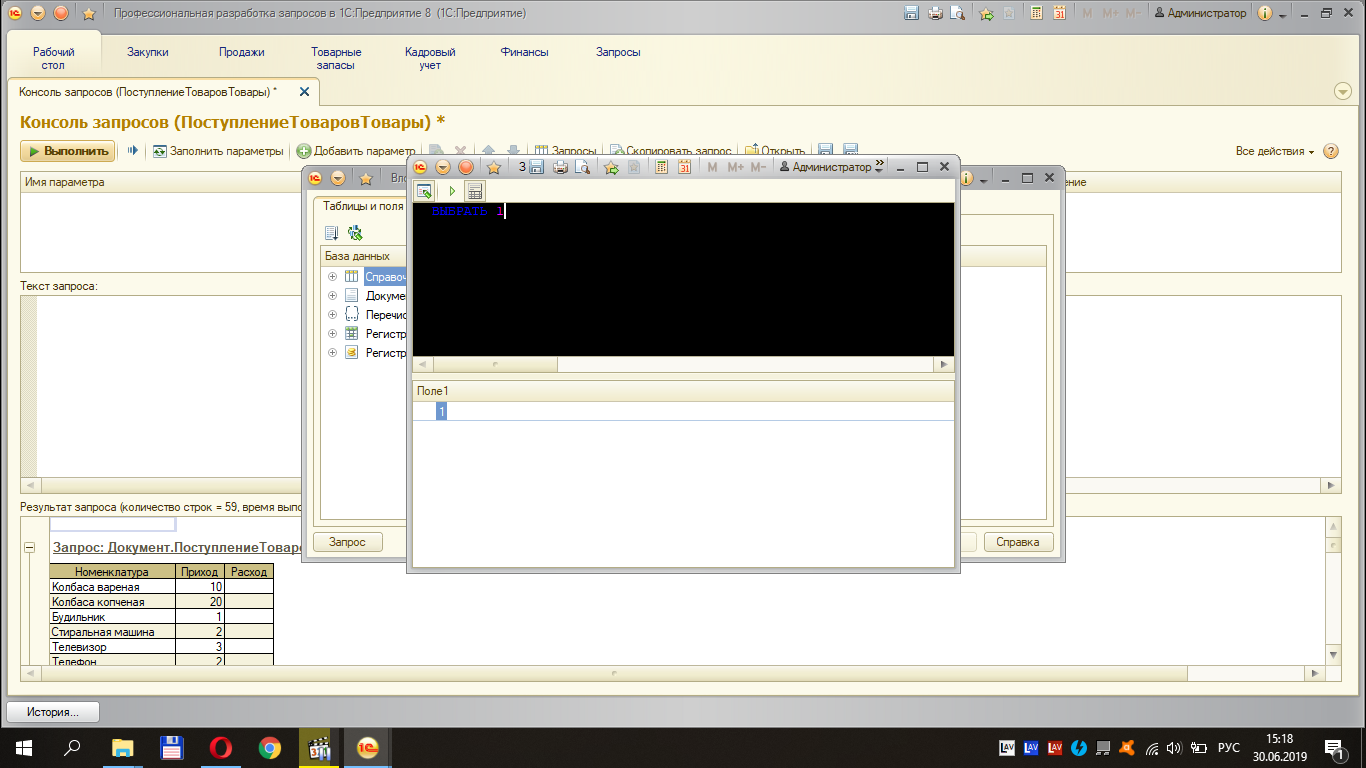 Профессиональная разработка запросов в 1С:Предприятие 8 (1С:Предприятие)
M M+ M- Администратор
Рабочий стол
Закупки
Продажи
Товарные запасы
Кадровый учет
Финансы
Запросы
Консоль запросов (ПоступлениеТоваровТовары) *
Консоль запросов (ПоступлениеТоваровТовары) *
Выполнить
Заполнить параметры
Добавить параметр
Запросы
Скопировать запрос
Открыть
Все действия
Имя параметра
Текст запроса:
Таблицы и поля
База данных
Справоч
Докуме
Перечис
Регистр
Регистр
Запрос
Справка
З
M M+ M-
Администратор
ВЫБРАТЬ 1
Поле1
1
Результат запроса (количество строк = 59, время выпо
Запрос: Документ.ПоступлениеТоваро
Номенклатура Приход Расход
Колбаса вареная 10
Колбаса копченая 20
Будильник 1
Стиральная машина 2
Телевизор 3
Телефон 2
История...
LAV LAV LAV
РУС
15:18
30.06.2019
1